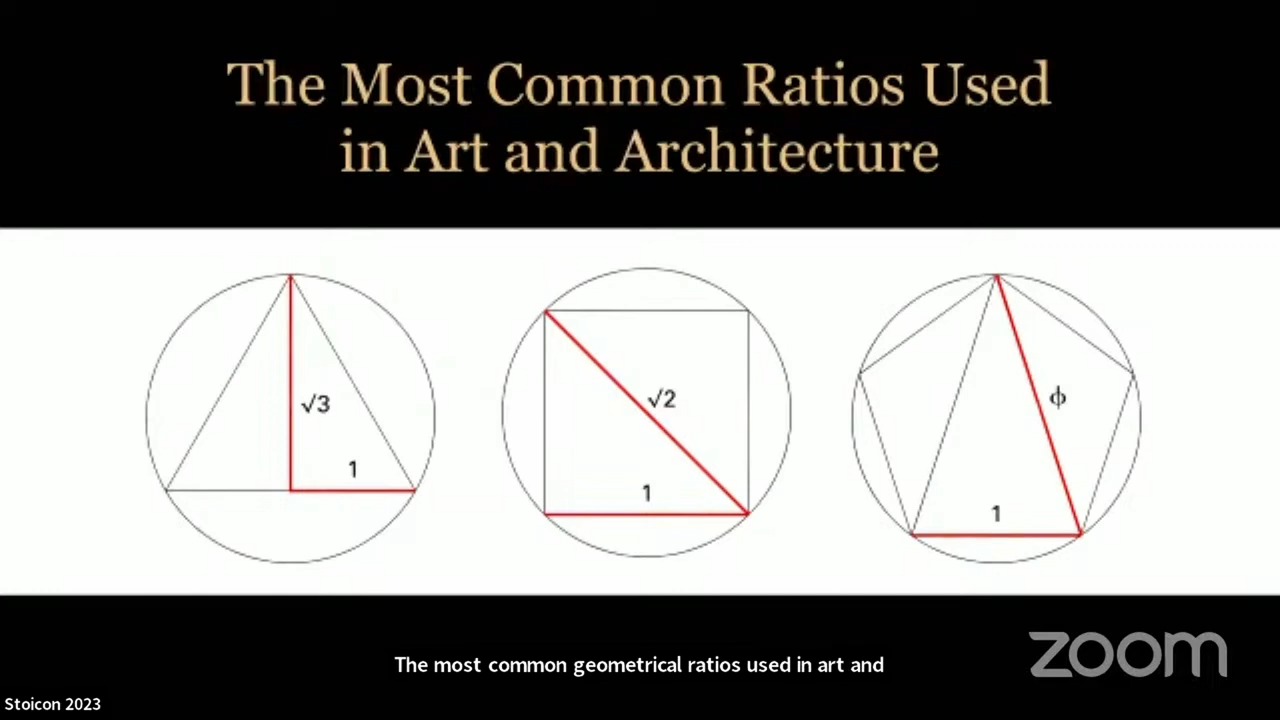 The Most Common Ratios Used
in Art and Architecture
√3
1
√2
1
ϕ
1
The most common geometrical ratios used in art and
zoom
Stoicon 2023